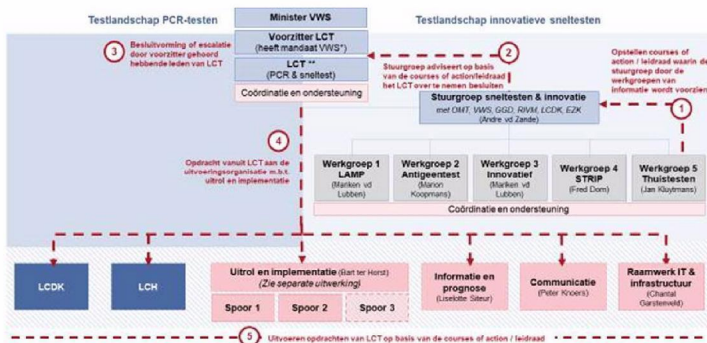 Testlandschap PCR-testen
Minister VWS
Testlandschap innovatieve sneltesten
Voorzitter LCT
(heeft mandaat VWS*)
LCT **
(PCR & sneltest)
Coördinatie en ondersteuning
3
Besluitvorming of escalatie
door voorzitter gehoord
hebbende leden van LCT
2
Stuurgroep adviseert op basis
van de courses of action/leidraad
het LCT over te nemen besluiten
Opstellen courses of
action / leidraad waarin de
stuurgroep door de
werkgroepen van
informatie wordt voorzien
1
Stuurgroep sneltesten & innovatie
met OMT, VWS, GGD, RIVM, LCDK, EZK
(Andre vd Zande)
4
Opdracht vanuit LCT aan de
uitvoeringsorganisatie m.b.t.
uitrol en implementatie
Werkgroep 1
LAMP
(Mariken vd
Lubben)
Werkgroep 2
Antigeentest
(Marion
Koopmans)
Werkgroep 3
Innovatief
(Mariken vd
Lubben)
Werkgroep 4
STRIP
(Fred Dom)
Werkgroep 5
Thuistesten
(Jan Kluytmans)
Coördinatie en ondersteuning
LCDK
LCH
Uitrol en implementatie (Bart ter Horst)
(Zie separate uitwerking)
Spoor 1
Spoor 2
Spoor 3
Informatie en
prognose
(Liselotte Siteur)
Communicatie
(Peter Knoers)
Raamwerk IT &
infrastructuur
(Chantal
Garstenveld)
5
Uitvoeren opdrachten van LCT op basis van de courses of action / leidraad